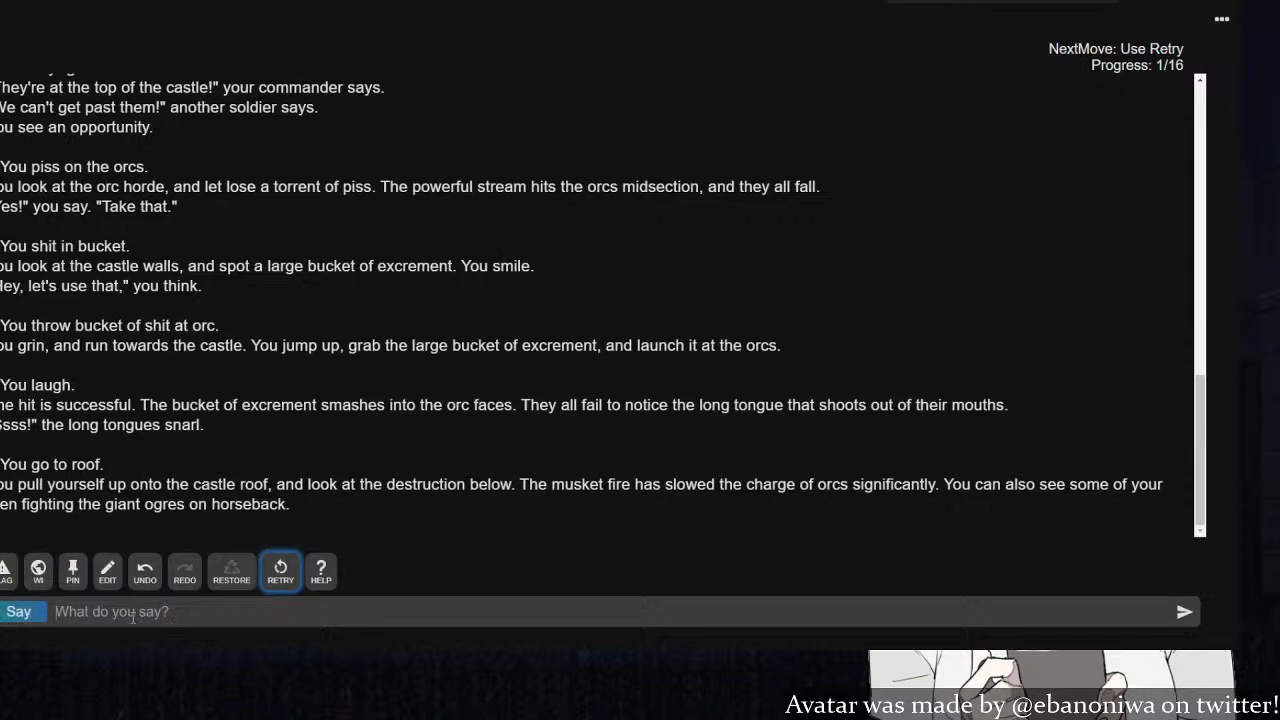 NextMove: Use Retry
Progress: 1/16
They're at the top of the castle!" your commander says.
We can't get past them!" another soldier says.
ou see an opportunity.
You piss on the orcs.
ou look at the orc horde, and let lose a torrent of piss. The powerful stream hits the orcs midsection, and they all fall.
Yes!" you say. "Take that."
You shit in bucket.
ou look at the castle walls, and spot a large bucket of excrement. You smile.
Hey, let's use that," you think.
You throw bucket of shit at orc.
ou grin, and run towards the castle. You jump up, grab the large bucket of excrement, and launch it at the orcs.
You laugh.
he hit is successful. The bucket of excrement smashes into the orc faces. They all fail to notice the long tongue that shoots out of their mouths.
Ssss!" the long tongues snarl.
You go to roof.
ou pull yourself up onto the castle roof, and look at the destruction below. The musket fire has slowed the charge of orcs significantly. You can also see some of your
en fighting the giant ogres on horseback.
LAG WI PIN EDIT UNDO REDO RESTORE RETRY HELP
Say What do you say?
Avatar was made by @ebanoniwa on twitter!